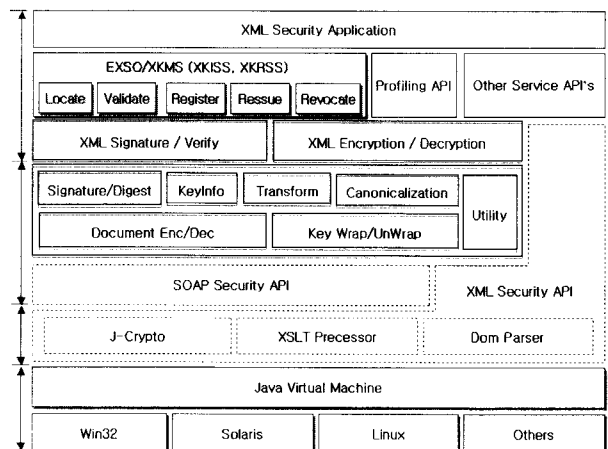 XML Security Application
EXSO/XKMS (XKISS, XKRSS)
Locate Validate Register Ressue Revocate
Profiling API
Other Service API's
XML Signature / Verify
XML Encryption / Decryption
Signature/Digest KeyInfo Transform Canonicalization
Utility
Document Enc/Dec
Key Wrap/UnWrap
SOAP Security API
XML Security API
J-Crypto
XSLT Precessor
Dom Parser
Java Virtual Machine
Win32
Solaris
Linux
Others